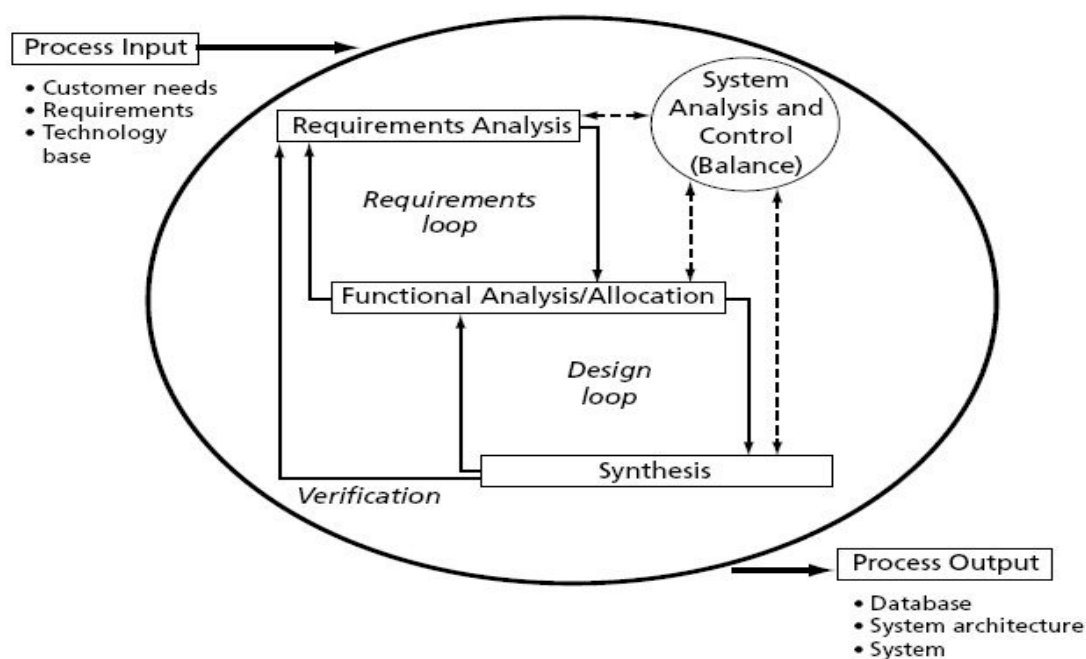 Process Input
• Customer needs
• Requirements
• Technology
base
System
Analysis and
Control
(Balance)
Requirements Analysis
Requirements
loop
Functional Analysis/Allocation
Design
loop
Synthesis
Verification
Process Output
• Database
• System architecture
• System